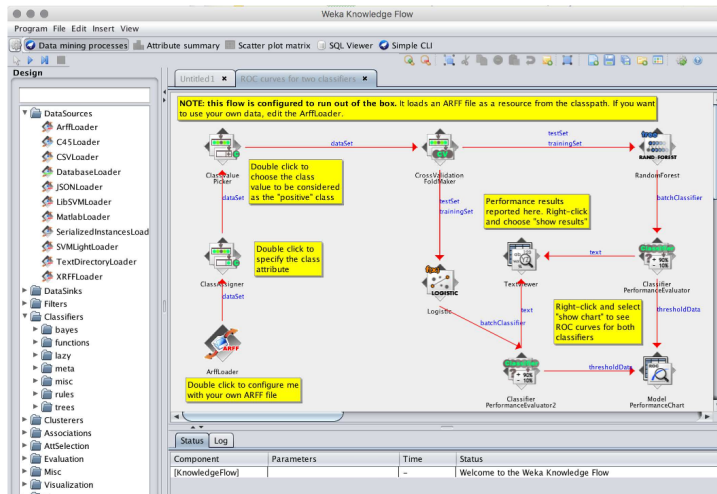 Weka Knowledge Flow
Program File Edit Insert View
Data mining processes Attribute summary Scatter plot matrix SQL Viewer Simple CLI
Design
Untitled1 ROC curves for two classifiers
DataSources
ArffLoader
C45Loader
CSVLoader
DatabaseLoader
JSONLoader
LibSVMLoader
MatlabLoader
SerializedInstancesLoad
SVMLightLoader
TextDirectoryLoader
XRFFLoader
DataSinks
Filters
Classifiers
bayes
functions
lazy
meta
misc
rules
trees
Clusterers
Associations
AttSelection
Evaluation
Misc
Visualization
NOTE: this flow is configured to run out of the box. It loads an ARFF file as a resource from the classpath. If you want
to use your own data, edit the ArffLoader.
ClassValue
Picker
dataSet
CrossValidation
FoldMaker
testSet
trainingSet
RAND_FOREST
RandomForest
Double click to
choose the class
value to be considered
as the "positive" class
dataSet
testSet
trainingSet
Performance results
reported here. Right-click
and choose "show results"
batchClassifier
ClassAssigner
Double click to
specify the class
attribute
dataSet
LOGISTIC
Logistic
TextViewer
text
Classifier
PerformanceEvaluator
text
batchClassifier
Right-click and select
"show chart" to see
ROC curves for both
classifiers
thresholdData
ARFF
ArffLoader
Double click to configure me
with your own ARFF file
Classifier
PerformanceEvaluator2
thresholdData
Model
PerformanceChart
Status Log
Component Parameters Time Status
[KnowledgeFlow] – Welcome to the Weka Knowledge Flow